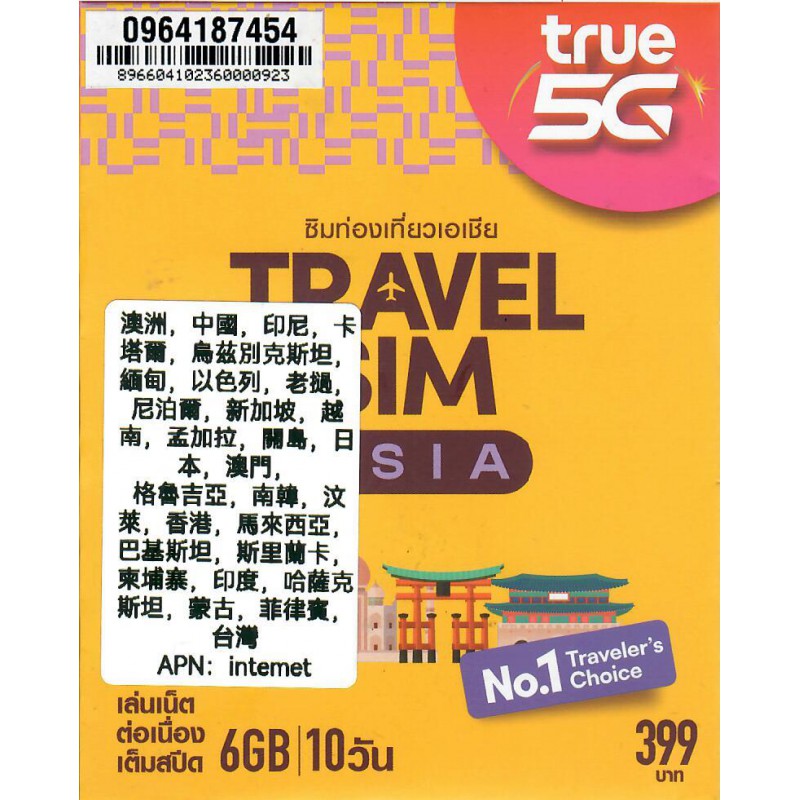 0964187454
896604102360000923
true
5G
ซิมท่องเที่ยวเอเชีย
TRAVEL
SIM
SIA
澳洲，中國，印尼，卡
塔爾，烏茲別克斯坦，
緬甸，以色列，老撾，
尼泊爾，新加坡，越
南，孟加拉，關島，日
本，澳門，
格魯吉亞，南韓，汶
萊，香港，馬來西亞，
巴基斯坦，斯里蘭卡，
柬埔寨，印度，哈薩克
斯坦，蒙古，菲律賓，
台灣
APN：internet
No.1 Traveler's
Choice
เล่นเน็ต
ต่อเนื่อง
เต็มสปีด
6GB | 10วัน
399
บาท